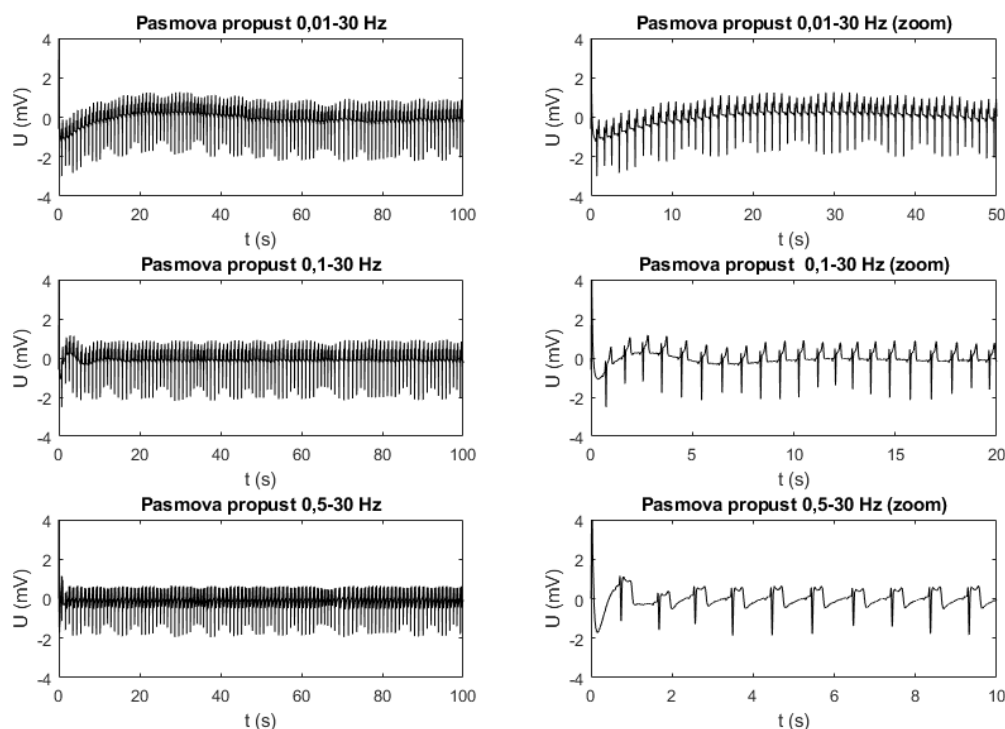 Pasmova propust 0,01-30 Hz
4
2
0
-2
-4
U (mV)
0 20 40 60 80 100
t (s)
Pasmova propust 0,01-30 Hz (zoom)
4
2
0
-2
-4
U (mV)
0 10 20 30 40 50
t (s)
Pasmova propust 0,1-30 Hz
4
2
0
-2
-4
U (mV)
0 20 40 60 80 100
t (s)
Pasmova propust 0,1-30 Hz (zoom)
4
2
0
-2
-4
U (mV)
0 5 10 15 20
t (s)
Pasmova propust 0,5-30 Hz
4
2
0
-2
-4
U (mV)
0 20 40 60 80 100
t (s)
Pasmova propust 0,5-30 Hz (zoom)
4
2
0
-2
-4
U (mV)
0 2 4 6 8 10
t (s)